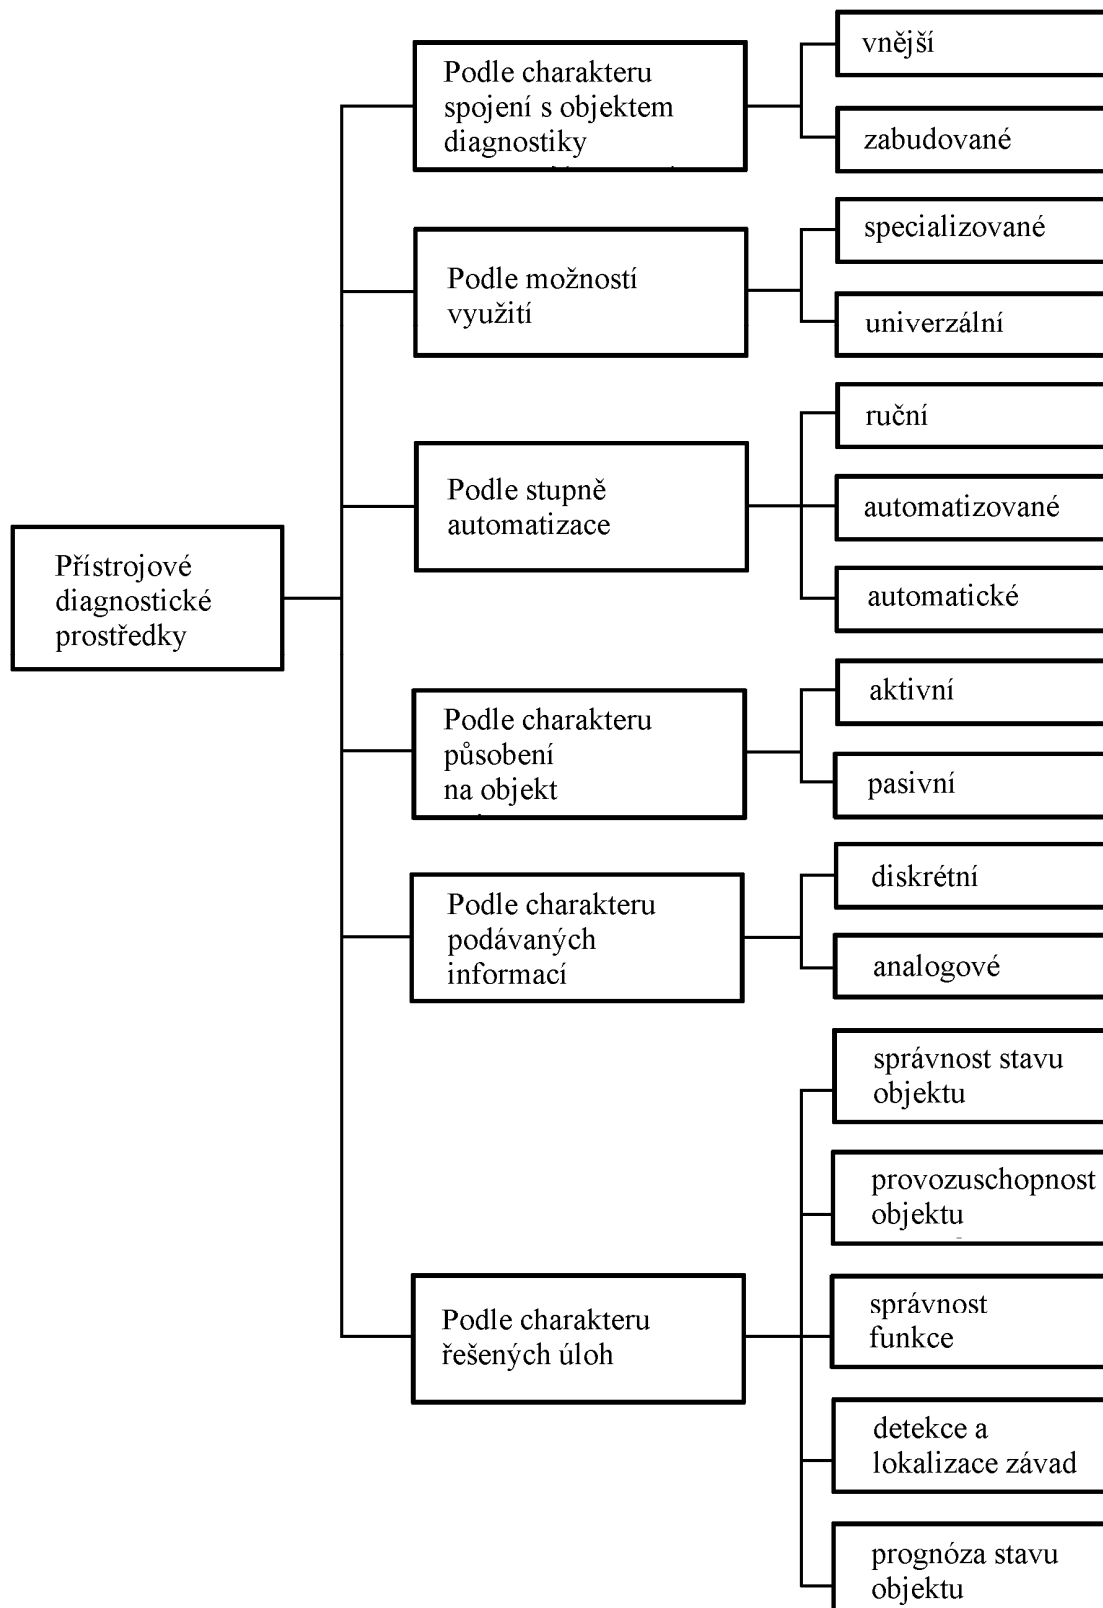 Přístrojové
diagnostické
prostředky
Podle charakteru
spojení s objektem
diagnostiky
vnější
zabudované
Podle možností
využití
specializované
univerzální
Podle stupně
automatizace
ruční
automatizované
automatické
Podle charakteru
působení
na objekt
aktivní
pasivní
Podle charakteru
podávaných
informací
diskrétní
analogové
Podle charakteru
řešených úloh
správnost stavu
objektu
provozuschopnost
objektu
správnost
funkce
detekce a
lokalizace závad
prognóza stavu
objektu